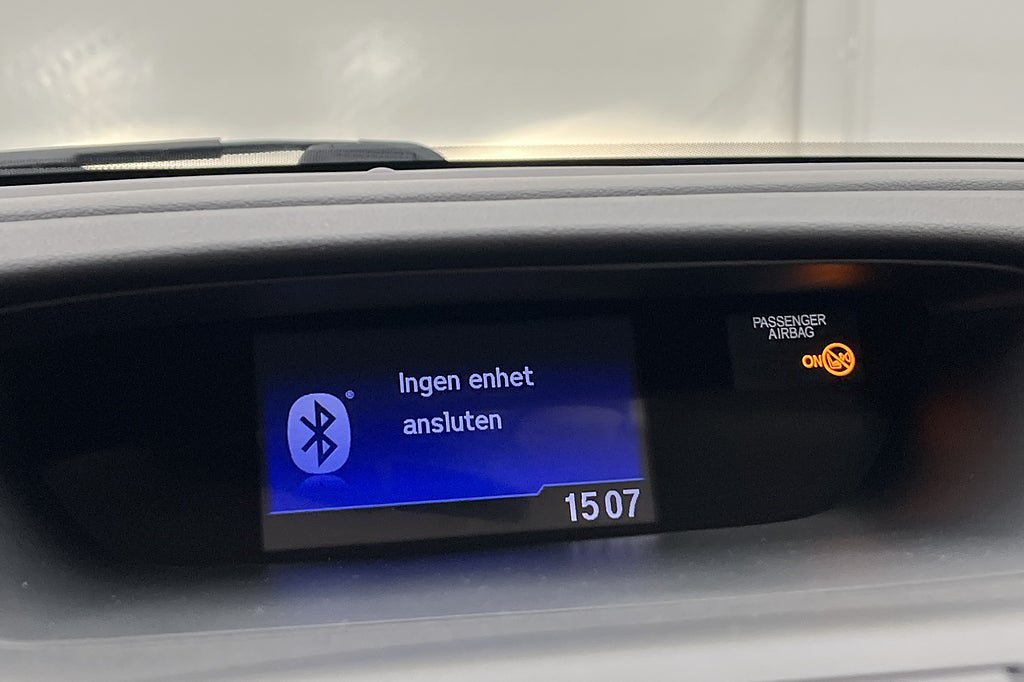 PASSENGER
AIRBAG
ON
Ingen enhet
ansluten
®
15 07